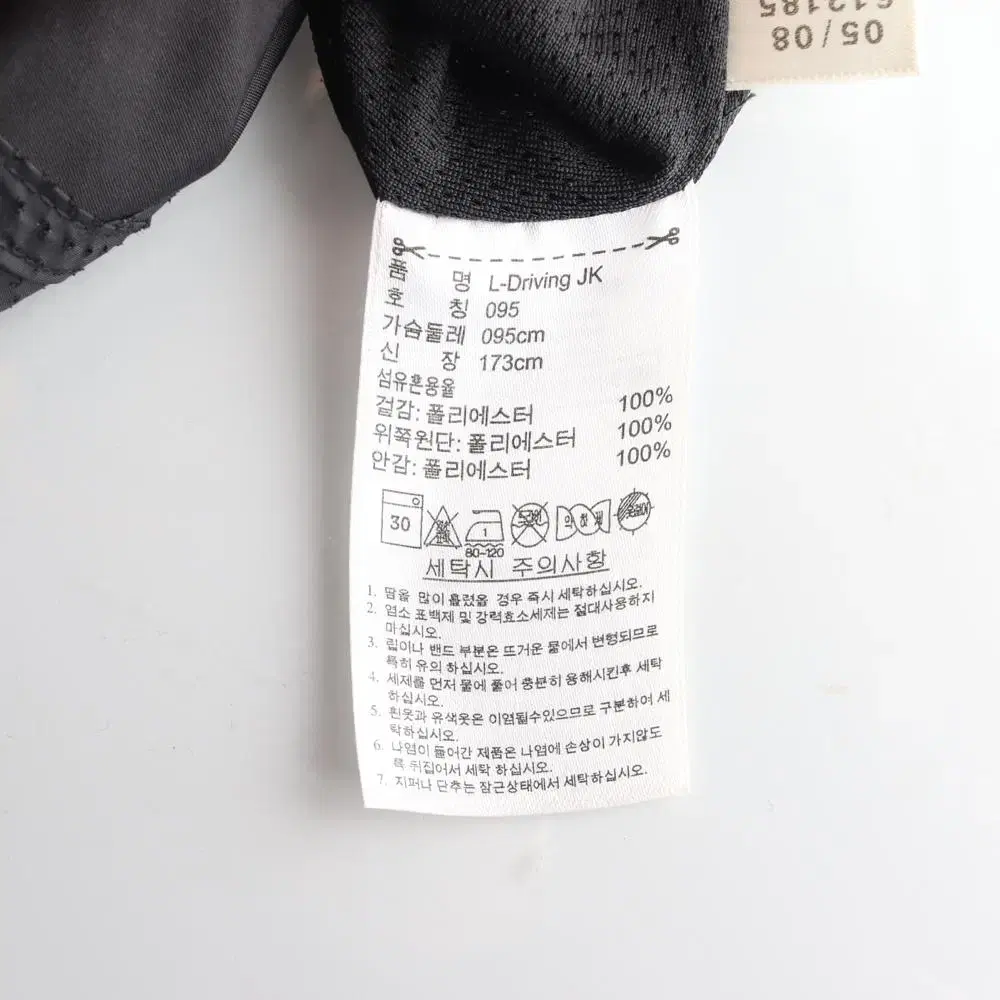 612185
05/08
품 명 L-Driving JK
호 칭 095
가슴둘레 095cm
신 장 173cm
섬유혼용율
겉감: 폴리에스터 100%
위쪽원단: 폴리에스터 100%
안감: 폴리에스터 100%
30 1 드라이 약하게 옷걸이
80-120
세탁시 주의사항
1. 땀을 많이 흘렸을 경우 즉시 세탁하십시오.
2. 염소 표백제 및 강력효소세제는 절대사용하지
마십시오.
3. 립이나 밴드 부분은 뜨거운 물에서 변형되므로
특히 유의 하십시오.
4. 세제를 먼저 물에 풀어 충분히 용해시킨후 세탁
하십시오.
5. 흰옷과 유색옷은 이염될수있으므로 구분하여 세
탁하십시오.
6. 나염이 들어간 제품은 나염에 손상이 가지않도
록 뒤집어서 세탁 하십시오.
7. 지퍼나 단추는 잠근상태에서 세탁하십시오.